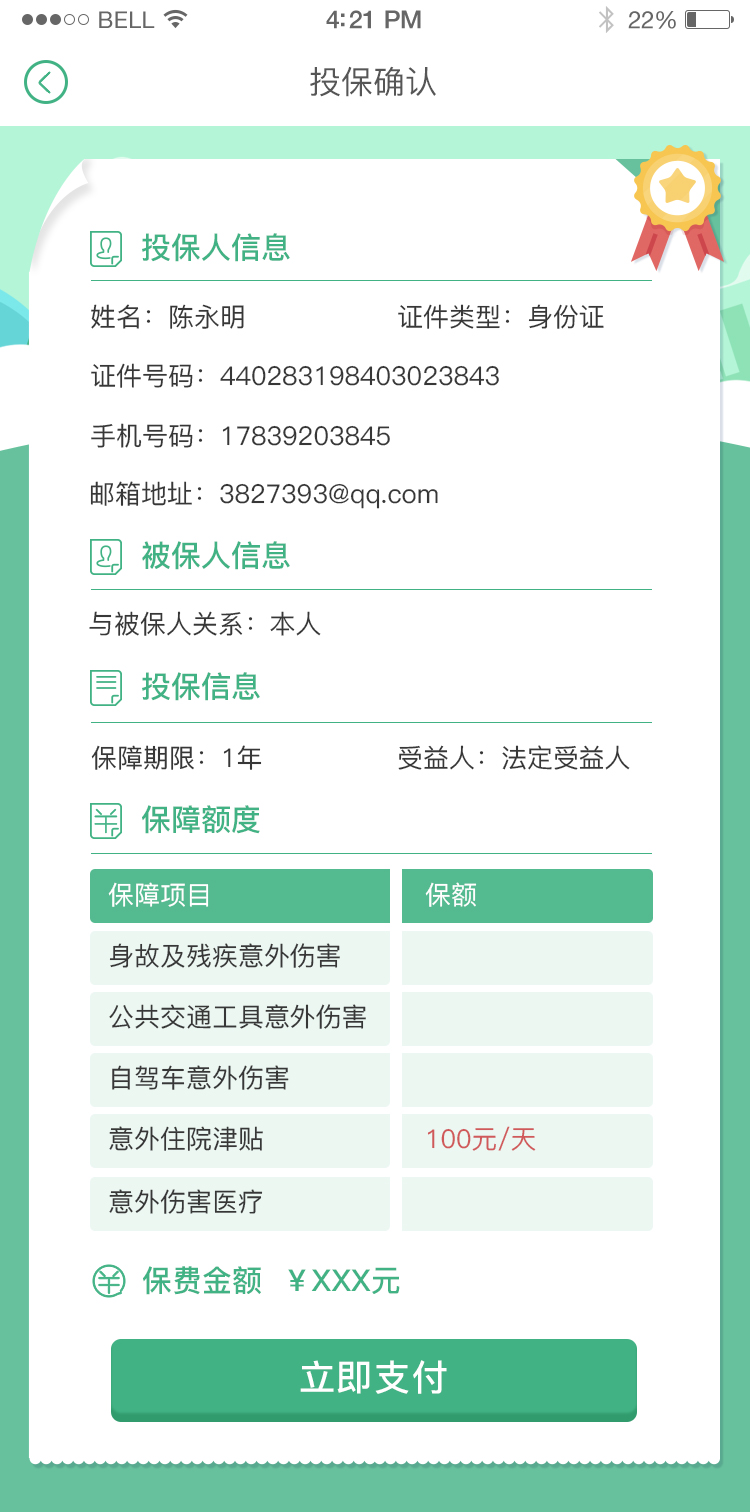 BELL 4:21 PM 22%
投保确认
投保人信息
姓名：陈永明 证件类型：身份证
证件号码：440283198403023843
手机号码：17839203845
邮箱地址：3827393@qq.com
被保人信息
与被保人关系：本人
投保信息
保障期限：1年 受益人：法定受益人
保障额度
保障项目 保额
身故及残疾意外伤害
公共交通工具意外伤害
自驾车意外伤害
意外住院津贴 100元/天
意外伤害医疗
保费金额 ￥XXX元
立即支付